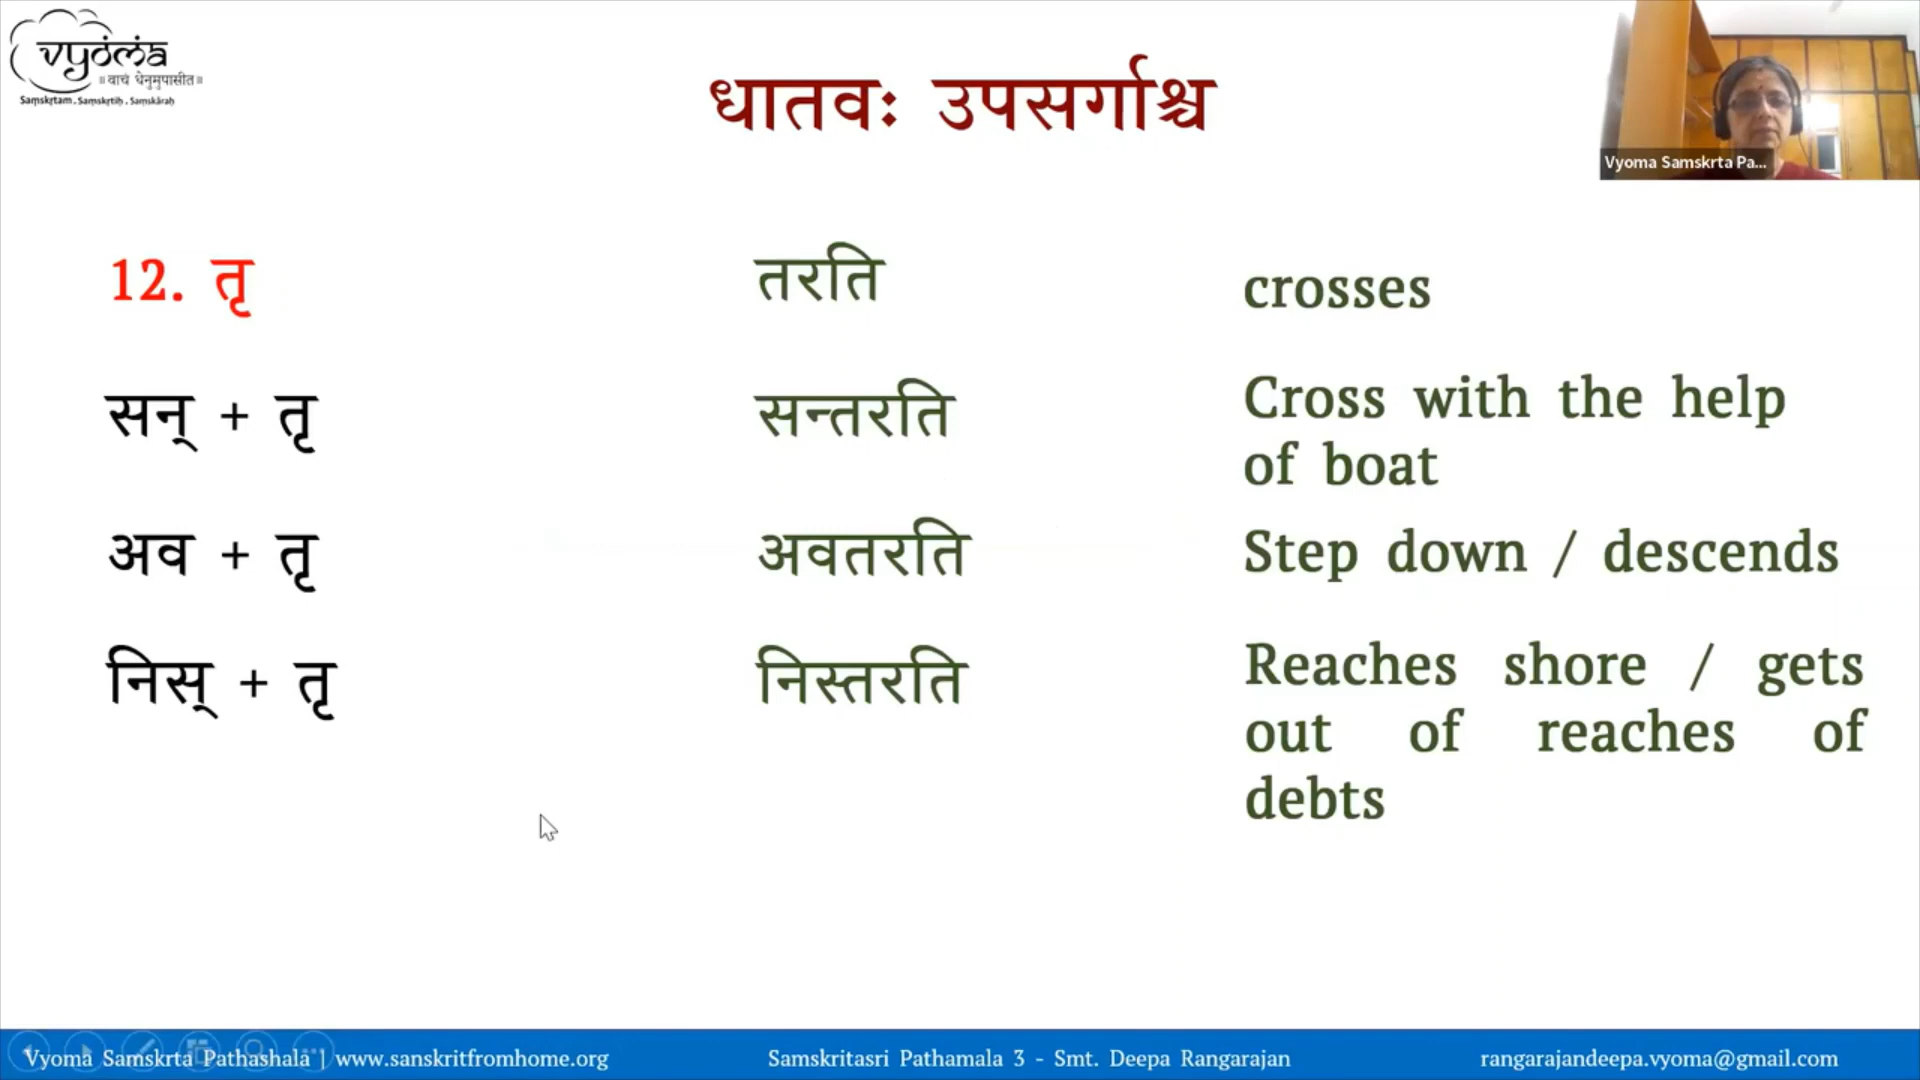 vyoma
॥ वाचं धेनुमुपासीत॥
Saṃskṛtam . Saṃskṛtiḥ . Saṃskāraḥ
धातवः उपसर्गाश्च
Vyoma Samskrta Pa...
12. तृ तरति crosses
सन् + तृ सन्तरति Cross with the help
of boat
अव + तृ अवतरति Step down / descends
निस् + तृ निस्तरति Reaches shore / gets
out of reaches of
debts
Vyoma Samskrta Pathashala | www.sanskritfromhome.org Samskritasri Pathamala 3 - Smt. Deepa Rangarajan rangarajandeepa.vyoma@gmail.com